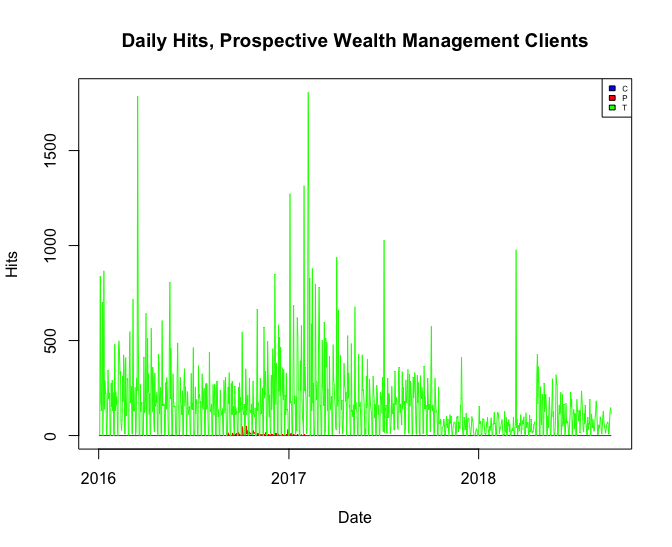 Daily Hits, Prospective Wealth Management Clients
C
P
T
1500
1000
500
0
Hits
2016 2017 2018
Date